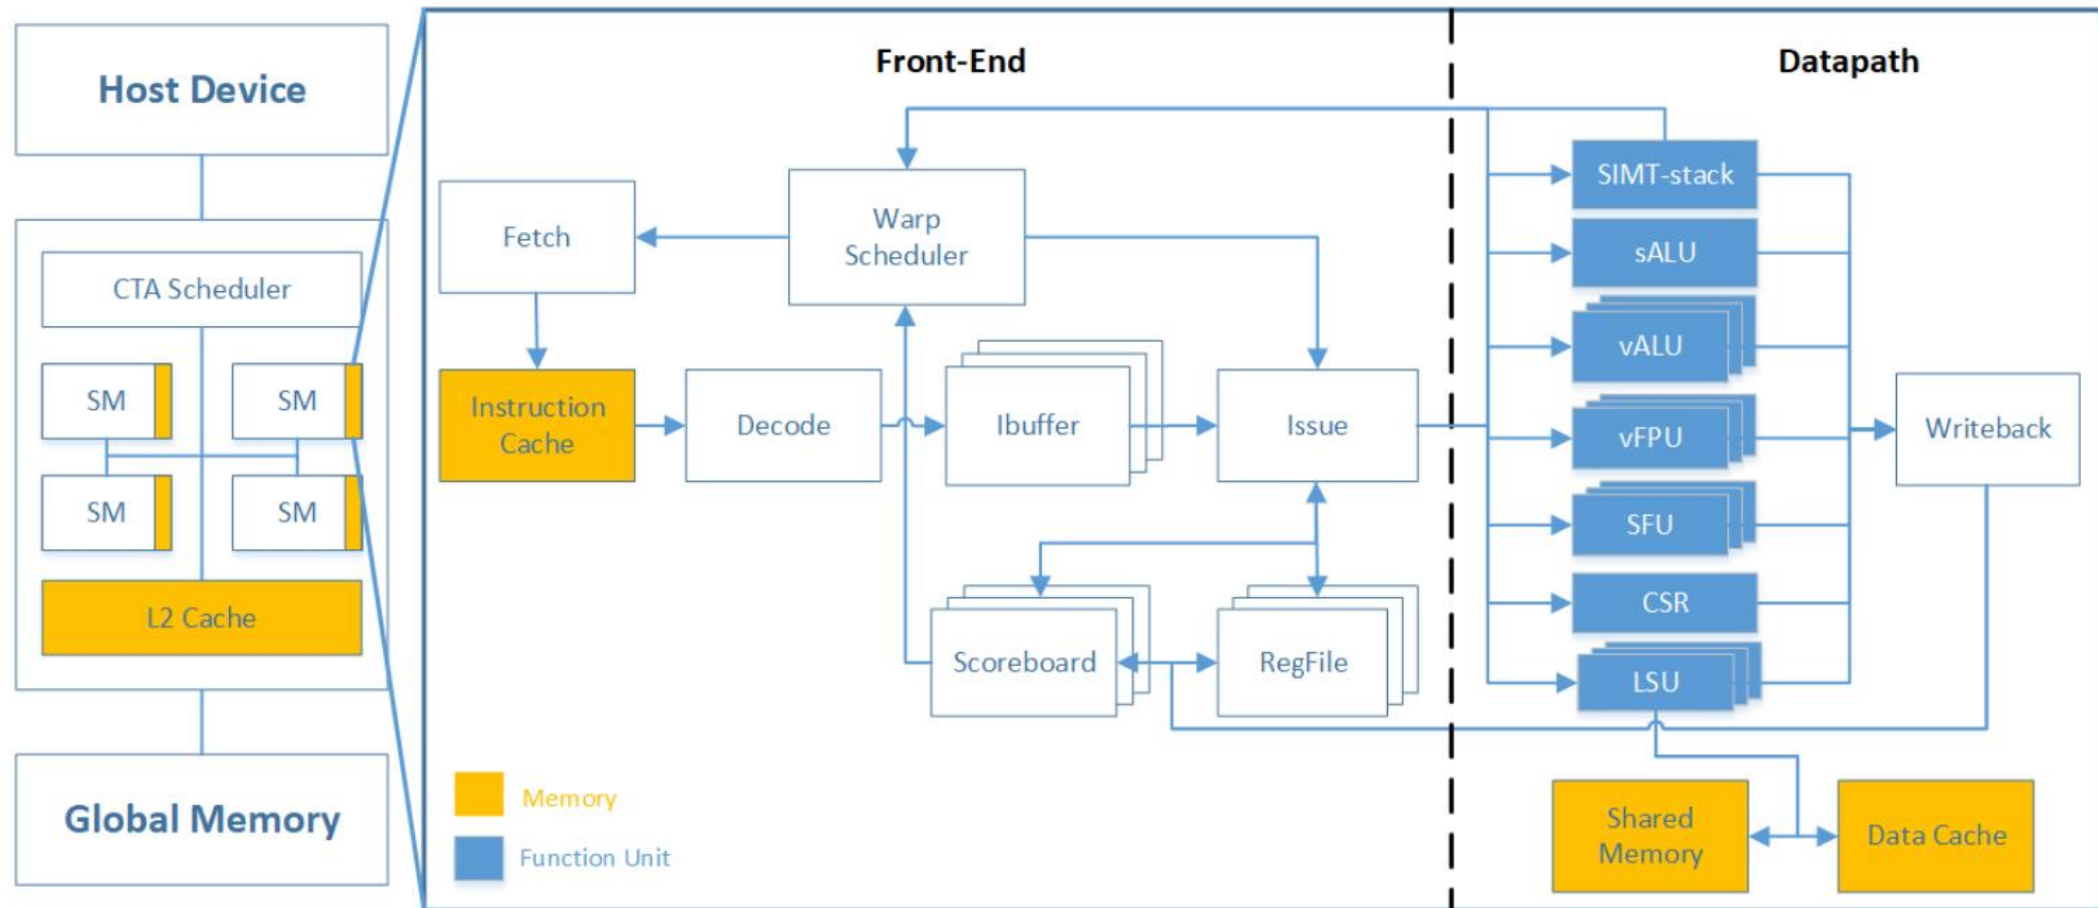 Host Device
CTA Scheduler
SM
SM
SM
SM
L2 Cache
Global Memory
Front-End
Datapath
Fetch
Warp
Scheduler
Instruction
Cache
Decode
Ibuffer
Issue
Scoreboard
RegFile
SIMT-stack
sALU
vALU
vFPU
SFU
CSR
LSU
Writeback
Shared
Memory
Data Cache
Memory
Function Unit